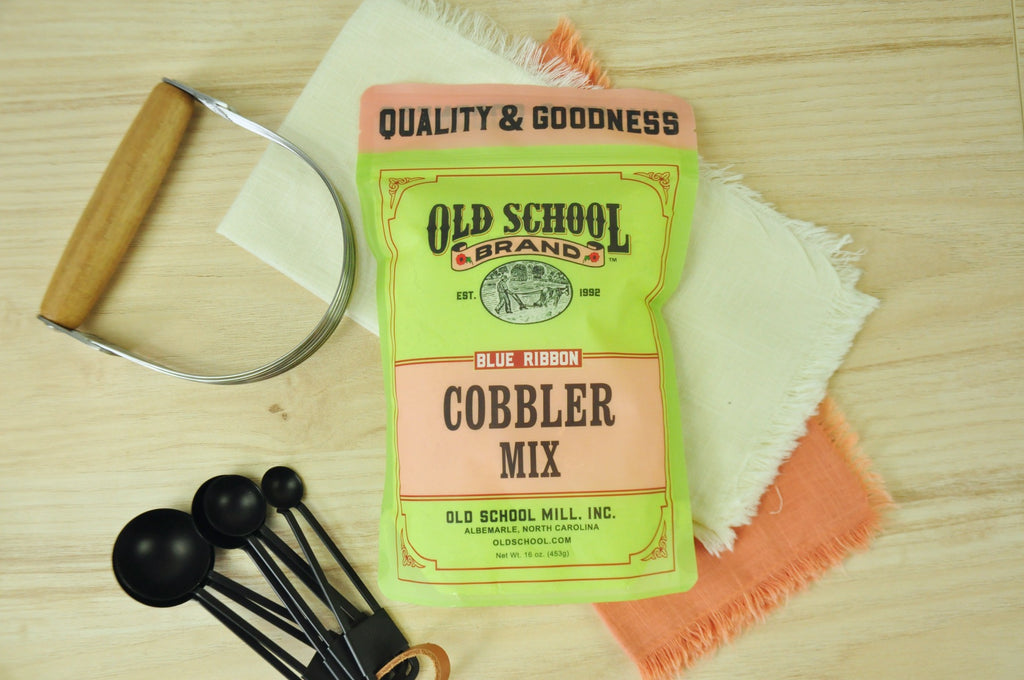 QUALITY & GOODNESS
OLD SCHOOL
BRAND™
EST. 1992
BLUE RIBBON
COBBLER
MIX
OLD SCHOOL MILL, INC.
ALBEMARLE, NORTH CAROLINA
OLDSCHOOL.COM
Net Wt. 16 oz. (453g)